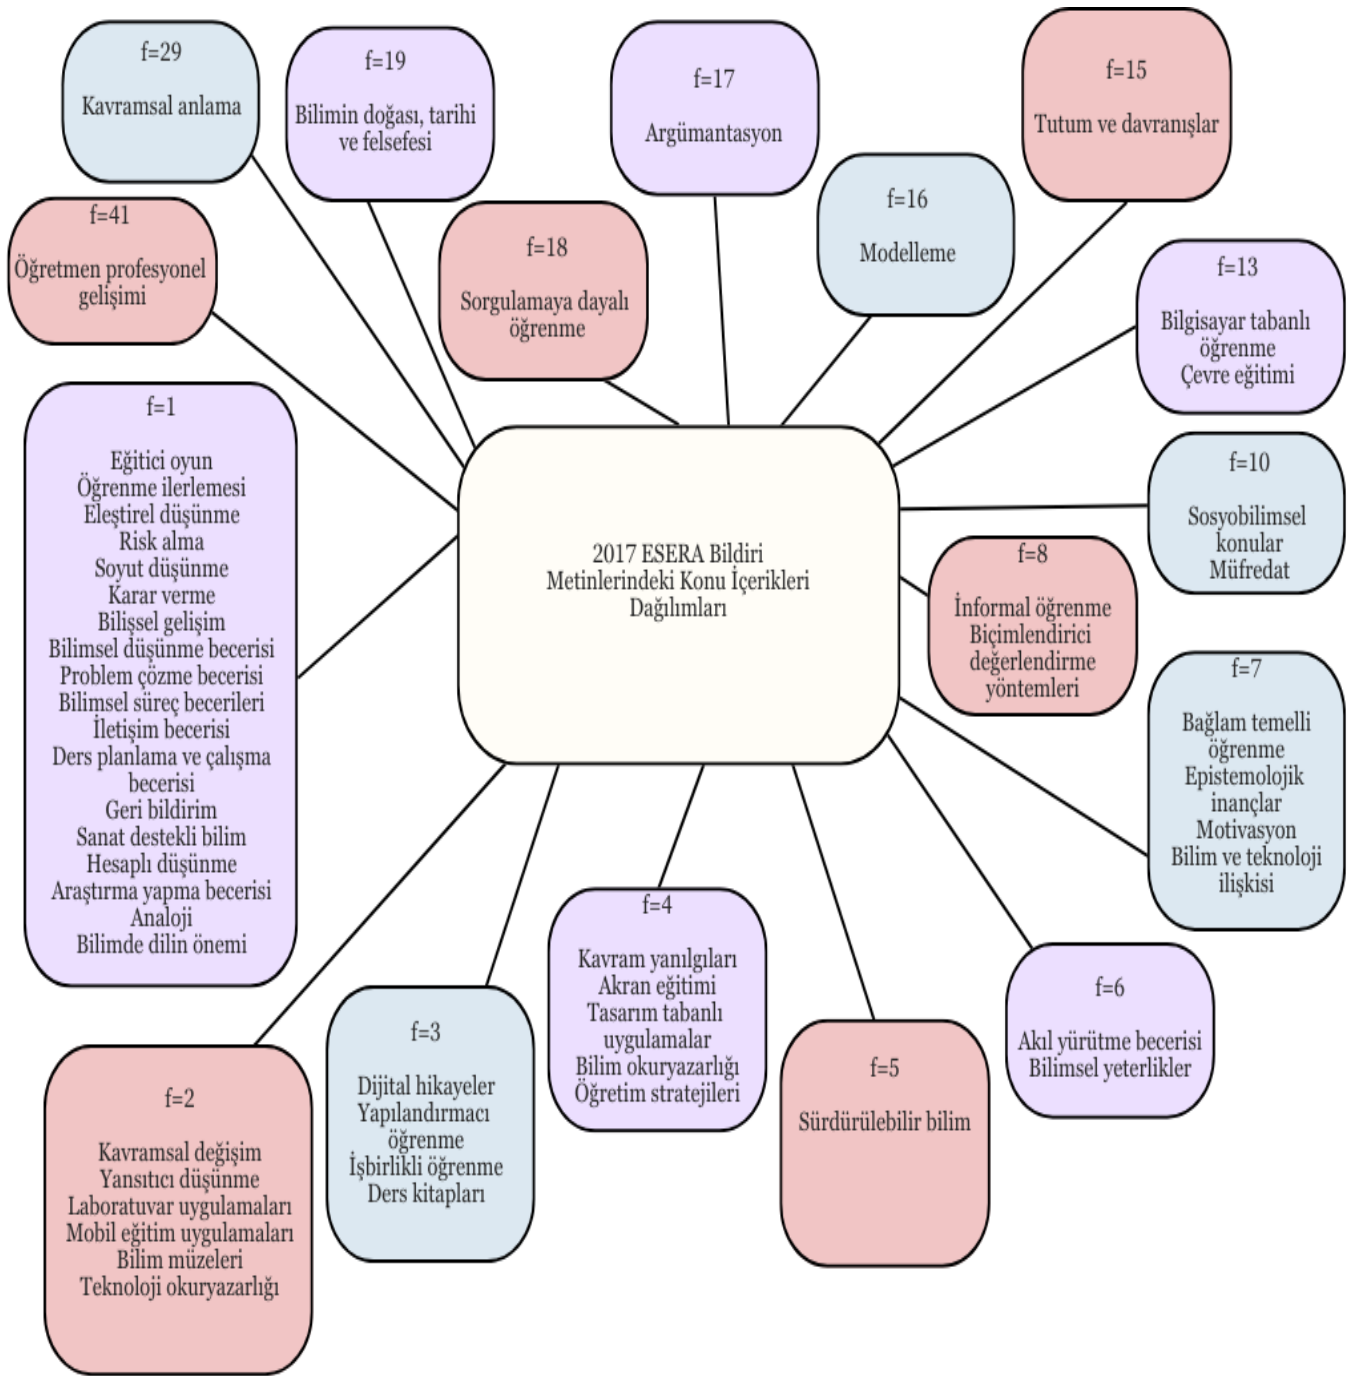 f=29
Kavramsal anlama
f=19
Bilimin doğası, tarihi
ve felsefesi
f=17
Argümantasyon
f=15
Tutum ve davranışlar
f=41
Öğretmen profesyonel
gelişimi
f=18
Sorgulamaya dayalı
öğrenme
f=16
Modelleme
f=13
Bilgisayar tabanlı
öğrenme
Çevre eğitimi
f=1
Eğitici oyun
Öğrenme ilerlemesi
Eleştirel düşünme
Risk alma
Soyut düşünme
Karar verme
Bilişsel gelişim
Bilimsel düşünme becerisi
Problem çözme becerisi
Bilimsel süreç becerileri
İletişim becerisi
Ders planlama ve çalışma
becerisi
Geri bildirim
Sanat destekli bilim
Hesaplı düşünme
Araştırma yapma becerisi
Analoji
Bilimde dilin önemi
2017 ESERA Bildiri
Metinlerindeki Konu İçerikleri
Dağılımları
f=10
Sosyobilimsel
konular
Müfredat
f=8
İnformal öğrenme
Biçimlendirici
değerlendirme
yöntemleri
f=7
Bağlam temelli
öğrenme
Epistemolojik
inançlar
Motivasyon
Bilim ve teknoloji
ilişkisi
f=2
Kavramsal değişim
Yansıtıcı düşünme
Laboratuvar uygulamaları
Mobil eğitim uygulamaları
Bilim müzeleri
Teknoloji okuryazarlığı
f=3
Dijital hikayeler
Yapılandırmacı
öğrenme
İşbirlikli öğrenme
Ders kitapları
f=4
Kavram yanılgıları
Akran eğitimi
Tasarım tabanlı
uygulamalar
Bilim okuryazarlığı
Öğretim stratejileri
f=5
Sürdürülebilir bilim
f=6
Akıl yürütme becerisi
Bilimsel yeterlikler